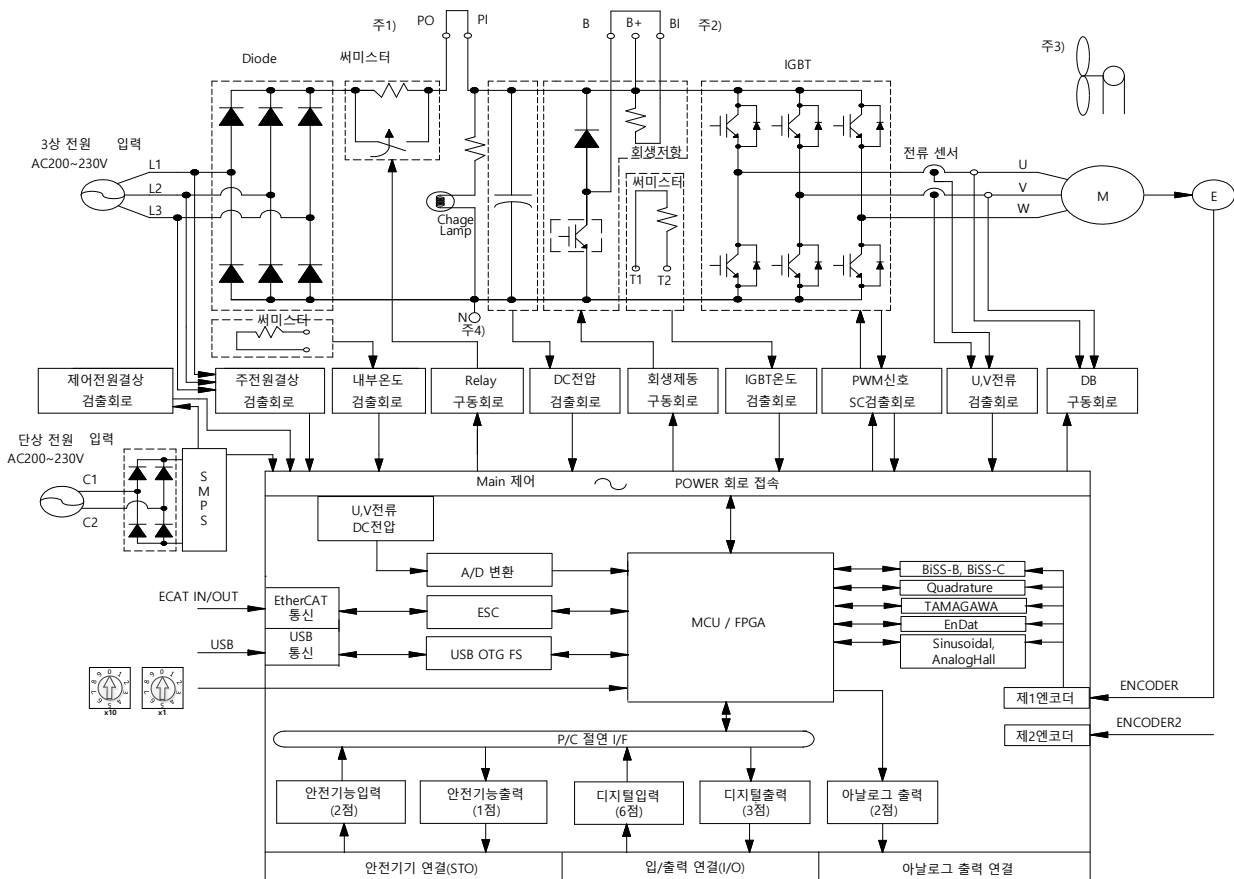 주1)
PO
PI
B
B+
BI
주2)
주3)
Diode
써미스터
IGBT
3상 전원 입력
AC200~230V
L1
L2
L3
회생저항
써미스터
T1
T2
전류 센서
U
V
W
M
E
Chage
Lamp
N
주4)
써미스터
제어전원결상
검출회로
주전원결상
검출회로
내부온도
검출회로
Relay
구동회로
DC전압
검출회로
회생제동
구동회로
IGBT온도
검출회로
PWM신호
SC검출회로
U,V전류
검출회로
DB
구동회로
단상 전원 입력
AC200~230V
C1
C2
SMPS
Main 제어
POWER 회로 접속
U,V전류
DC전압
A/D 변환
ECAT IN/OUT
EtherCAT
통신
ESC
USB
USB
통신
USB OTG FS
MCU / FPGA
BiSS-B, BiSS-C
Quadrature
TAMAGAWA
EnDat
Sinusoidal,
AnalogHall
x10
x1
제1엔코더
ENCODER
제2엔코더
ENCODER2
P/C 절연 I/F
안전기능입력
(2점)
안전기능출력
(1점)
디지털입력
(6점)
디지털출력
(3점)
아날로그 출력
(2점)
안전기기 연결(STO)
입/출력 연결(I/O)
아날로그 출력 연결